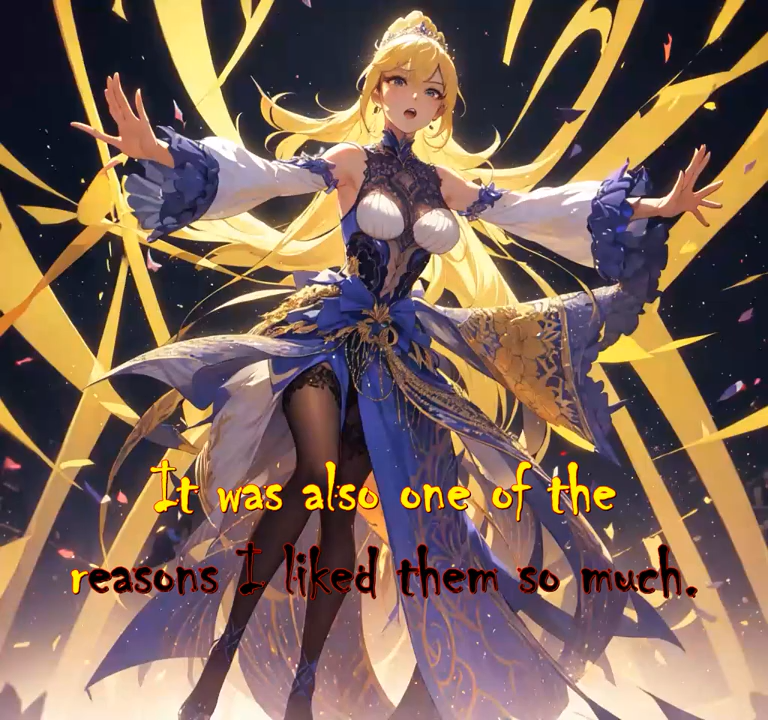 It was also one of the
reasons I liked them so much.